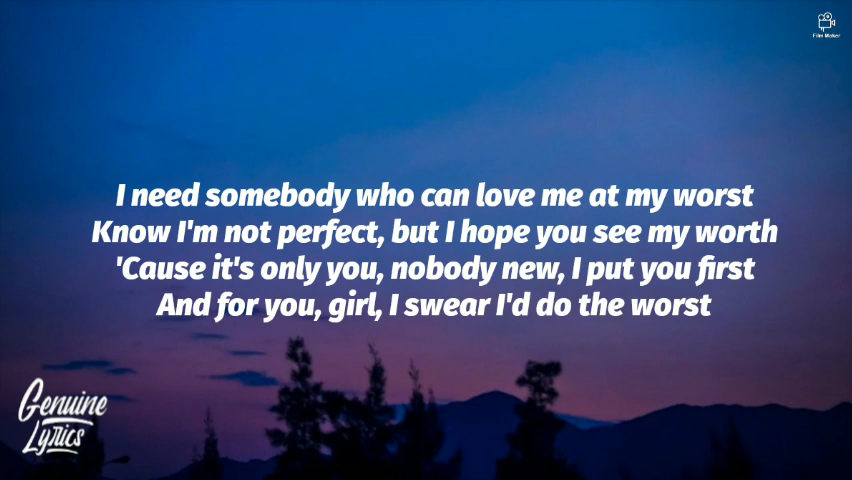 Film Maker
I need somebody who can love me at my worst
Know I'm not perfect, but I hope you see my worth
'Cause it's only you, nobody new, I put you first
And for you, girl, I swear I'd do the worst
Genuine
Lyrics